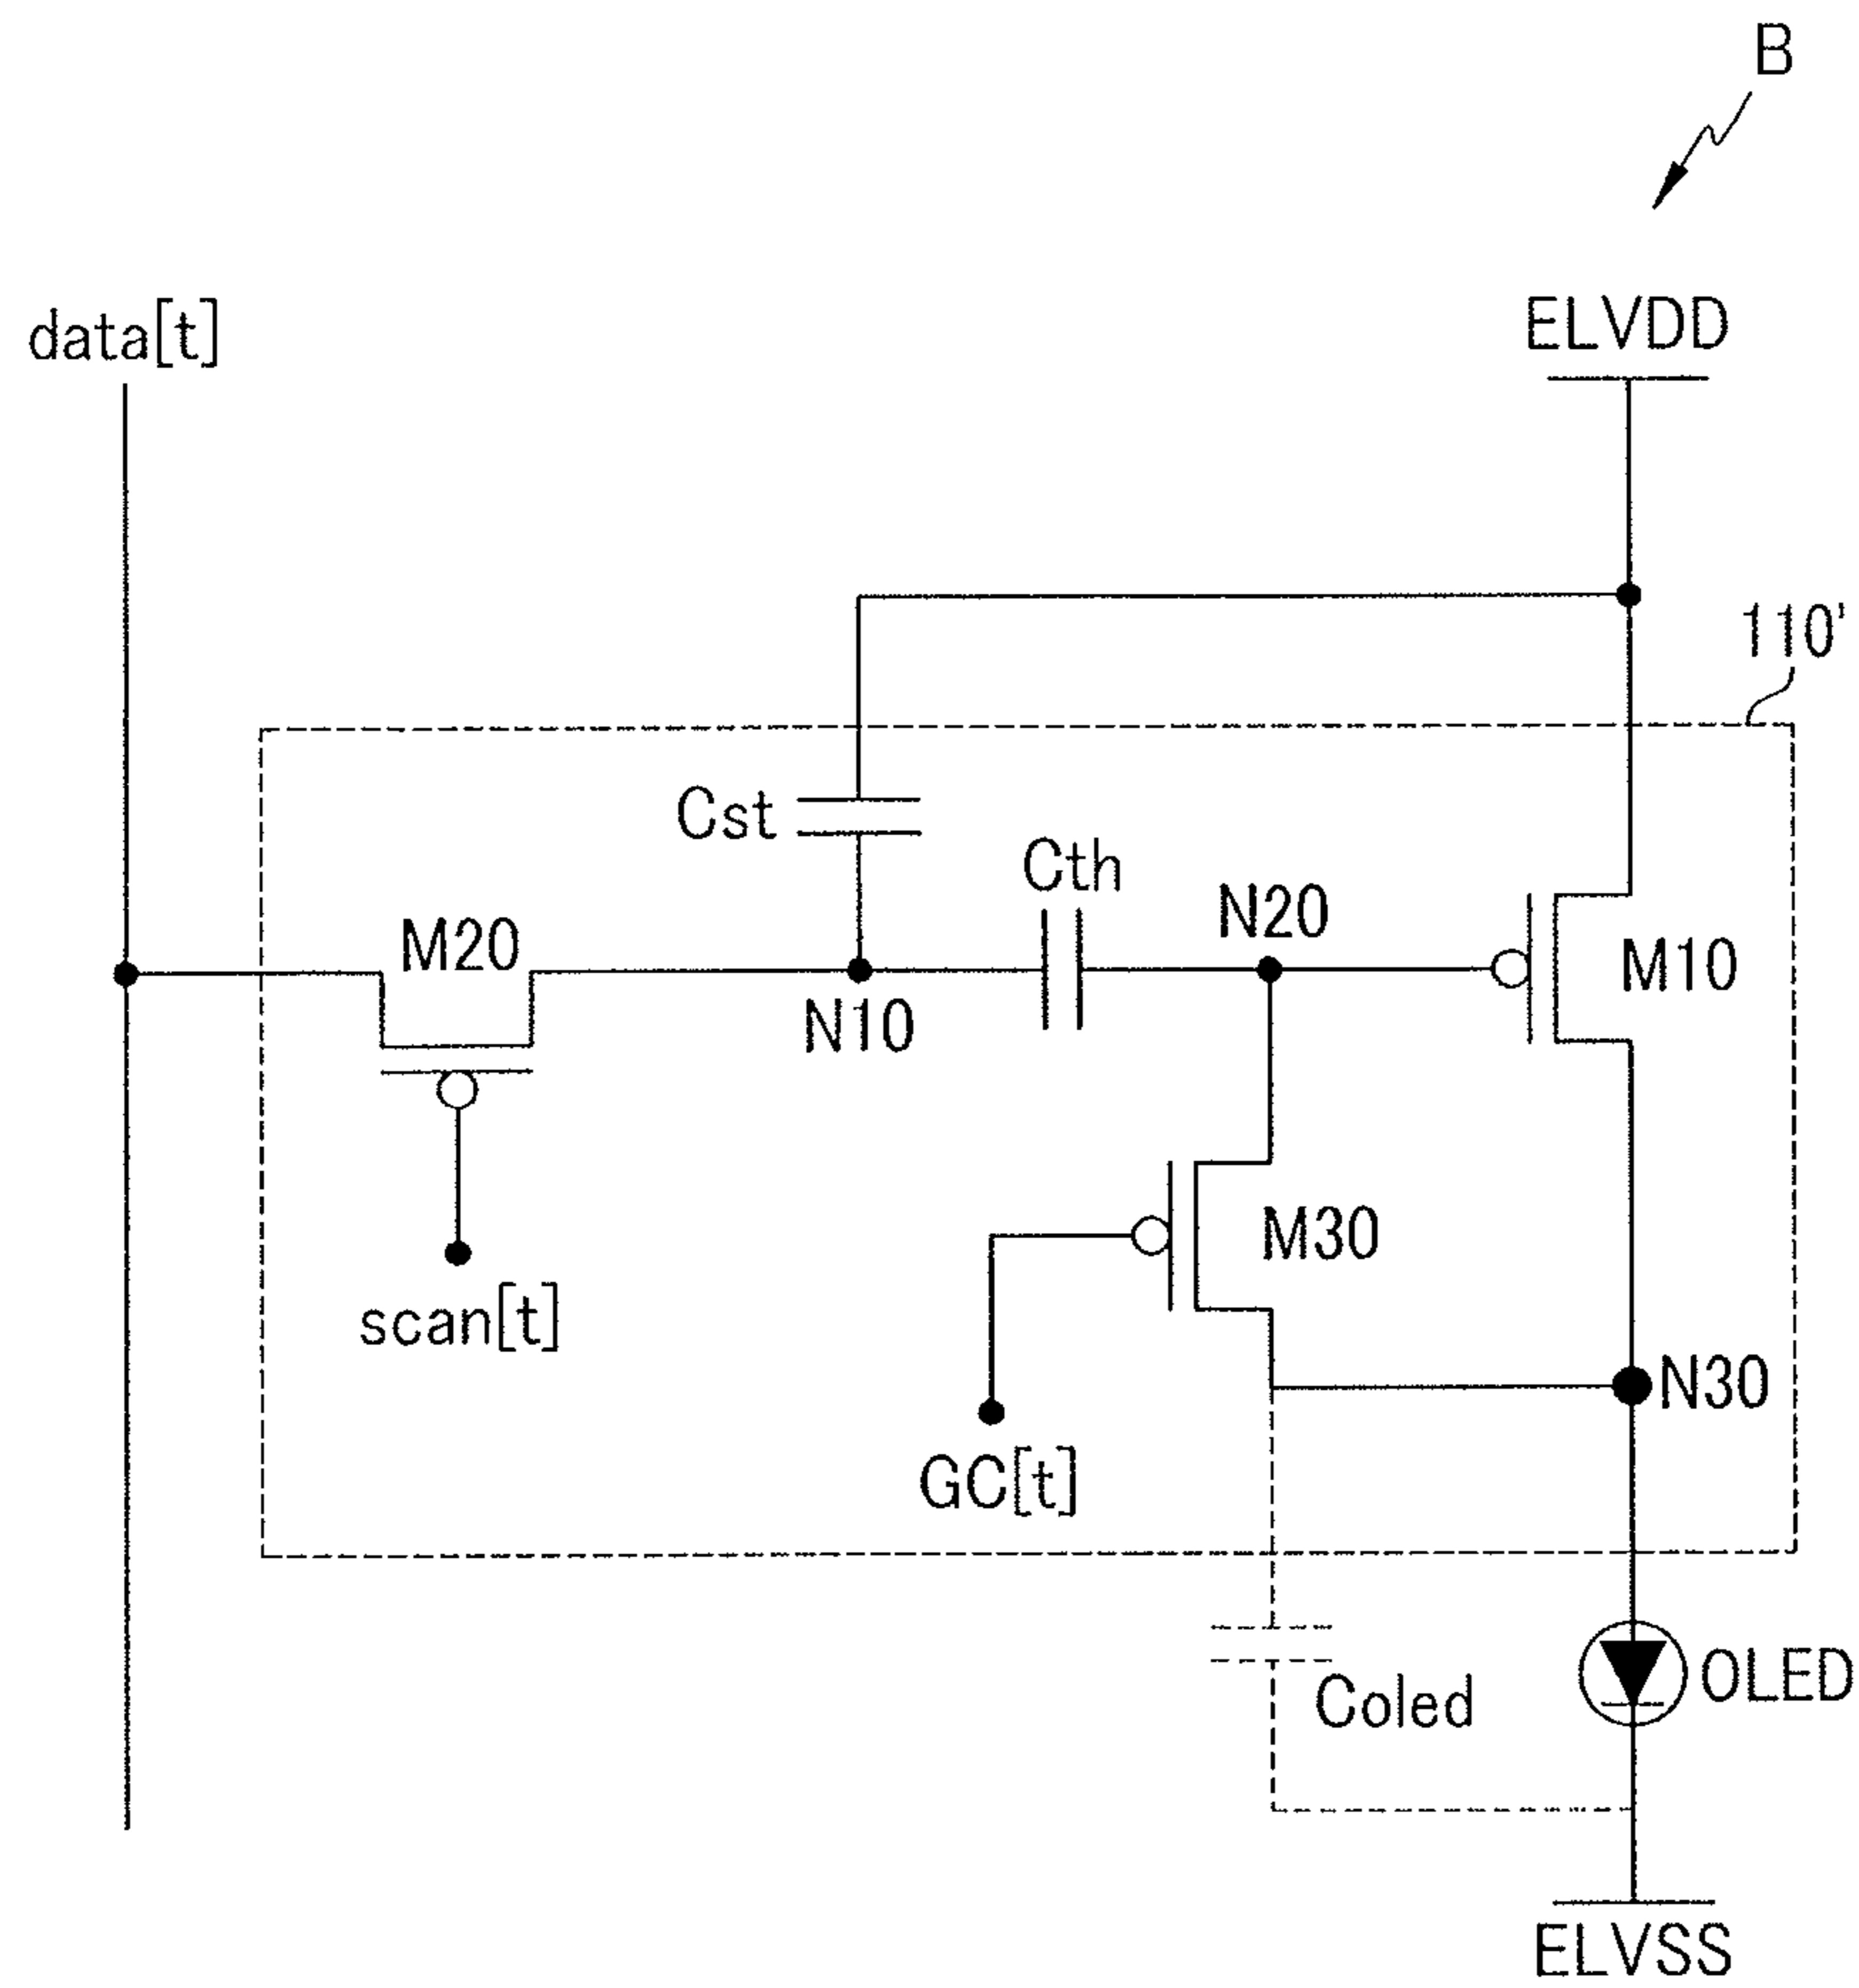 B
data[t]
ELVDD
110'
Cst
Cth
N20
M20
M10
N10
M30
scan[t]
N30
GC[t]
OLED
Coled
ELVSS